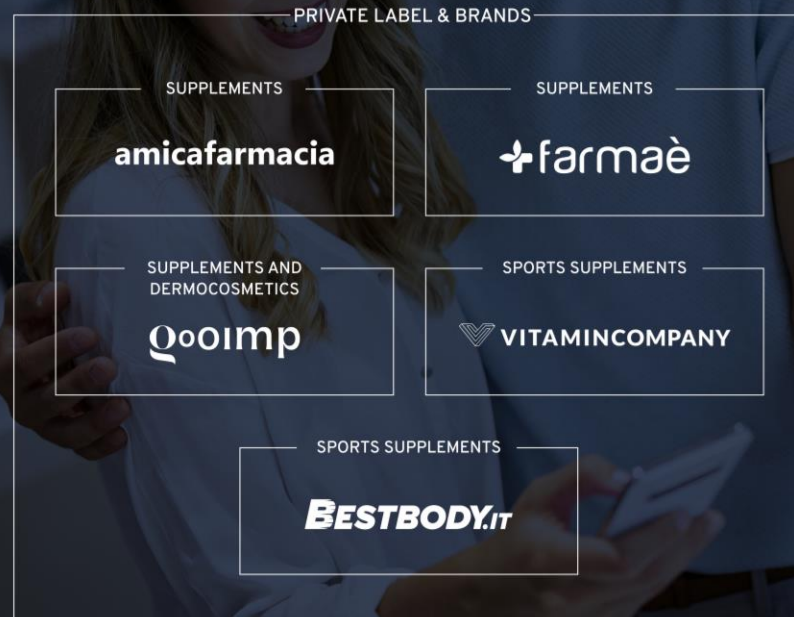 PRIVATE LABEL & BRANDS
SUPPLEMENTS
amicafarmacia
SUPPLEMENTS
farmaè
SUPPLEMENTS AND
DERMOCOSMETICS
gooimp
SPORTS SUPPLEMENTS
VITAMINCOMPANY
SPORTS SUPPLEMENTS
BESTBODY.IT